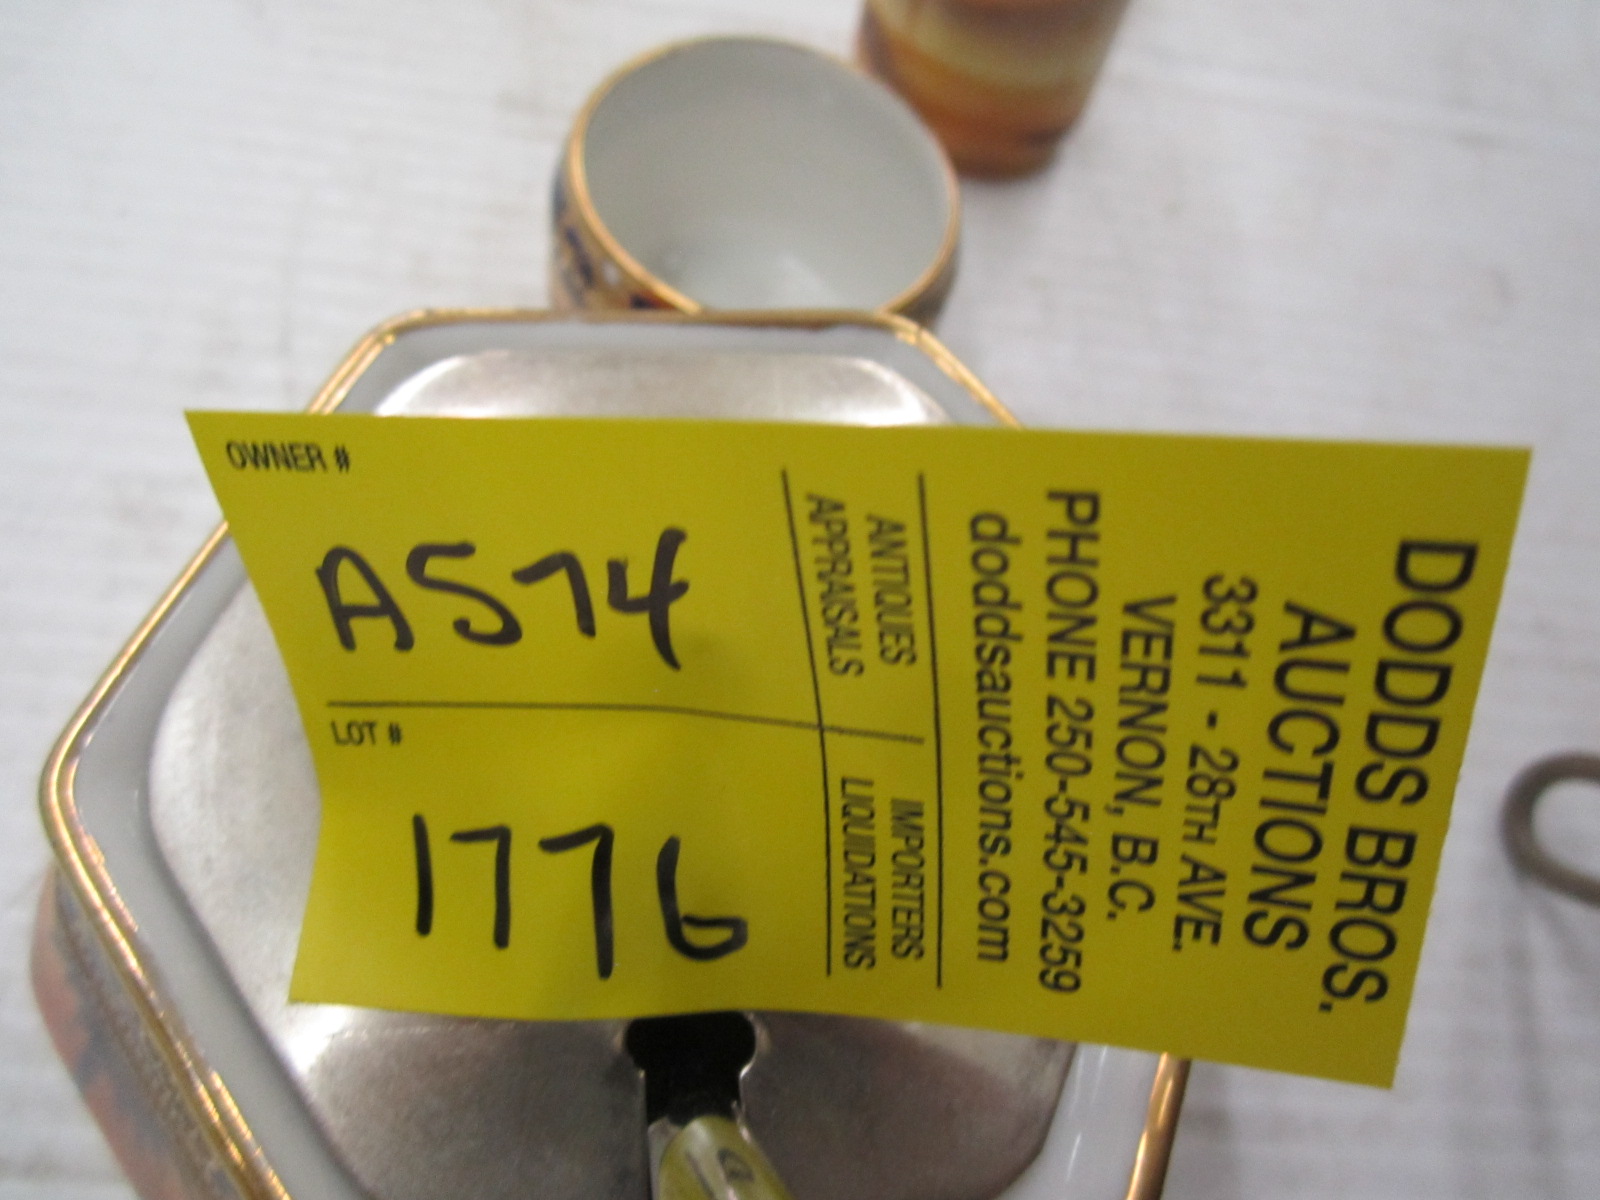 DODDS BROS.
AUCTIONS
3311 - 28TH AVE.
VERNON, B.C.
PHONE 250-545-3259
doddsauctions.com
ANTIQUES
APPRAISALS
IMPORTERS
LIQUIDATIONS
OWNER #
A574
LOT #
1776